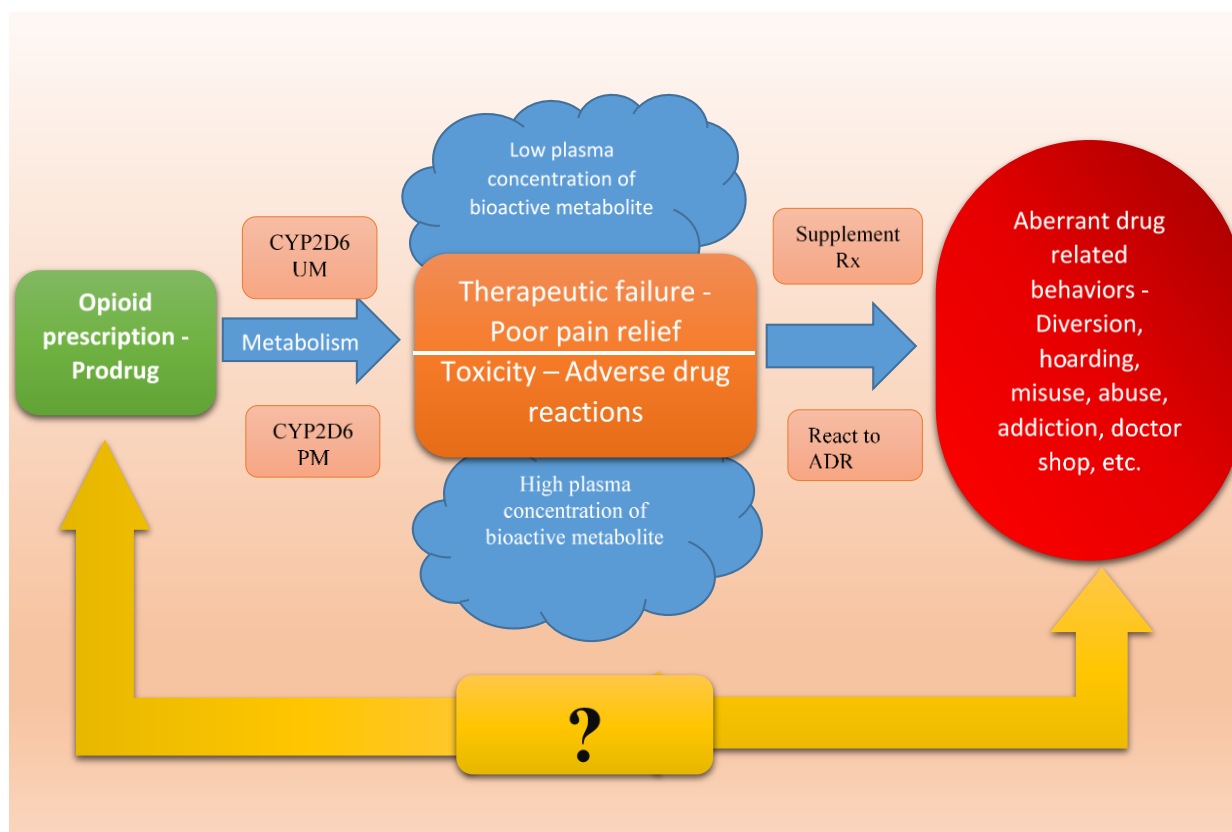 Opioid
prescription -
Prodrug
CYP2D6
UM
Metabolism
CYP2D6
PM
Low plasma
concentration of
bioactive metabolite
Therapeutic failure -
Poor pain relief
Toxicity – Adverse drug
reactions
High plasma
concentration of
bioactive metabolite
Supplement
Rx
React to
ADR
Aberrant drug
related
behaviors -
Diversion,
hoarding,
misuse, abuse,
addiction, doctor
shop, etc.
?